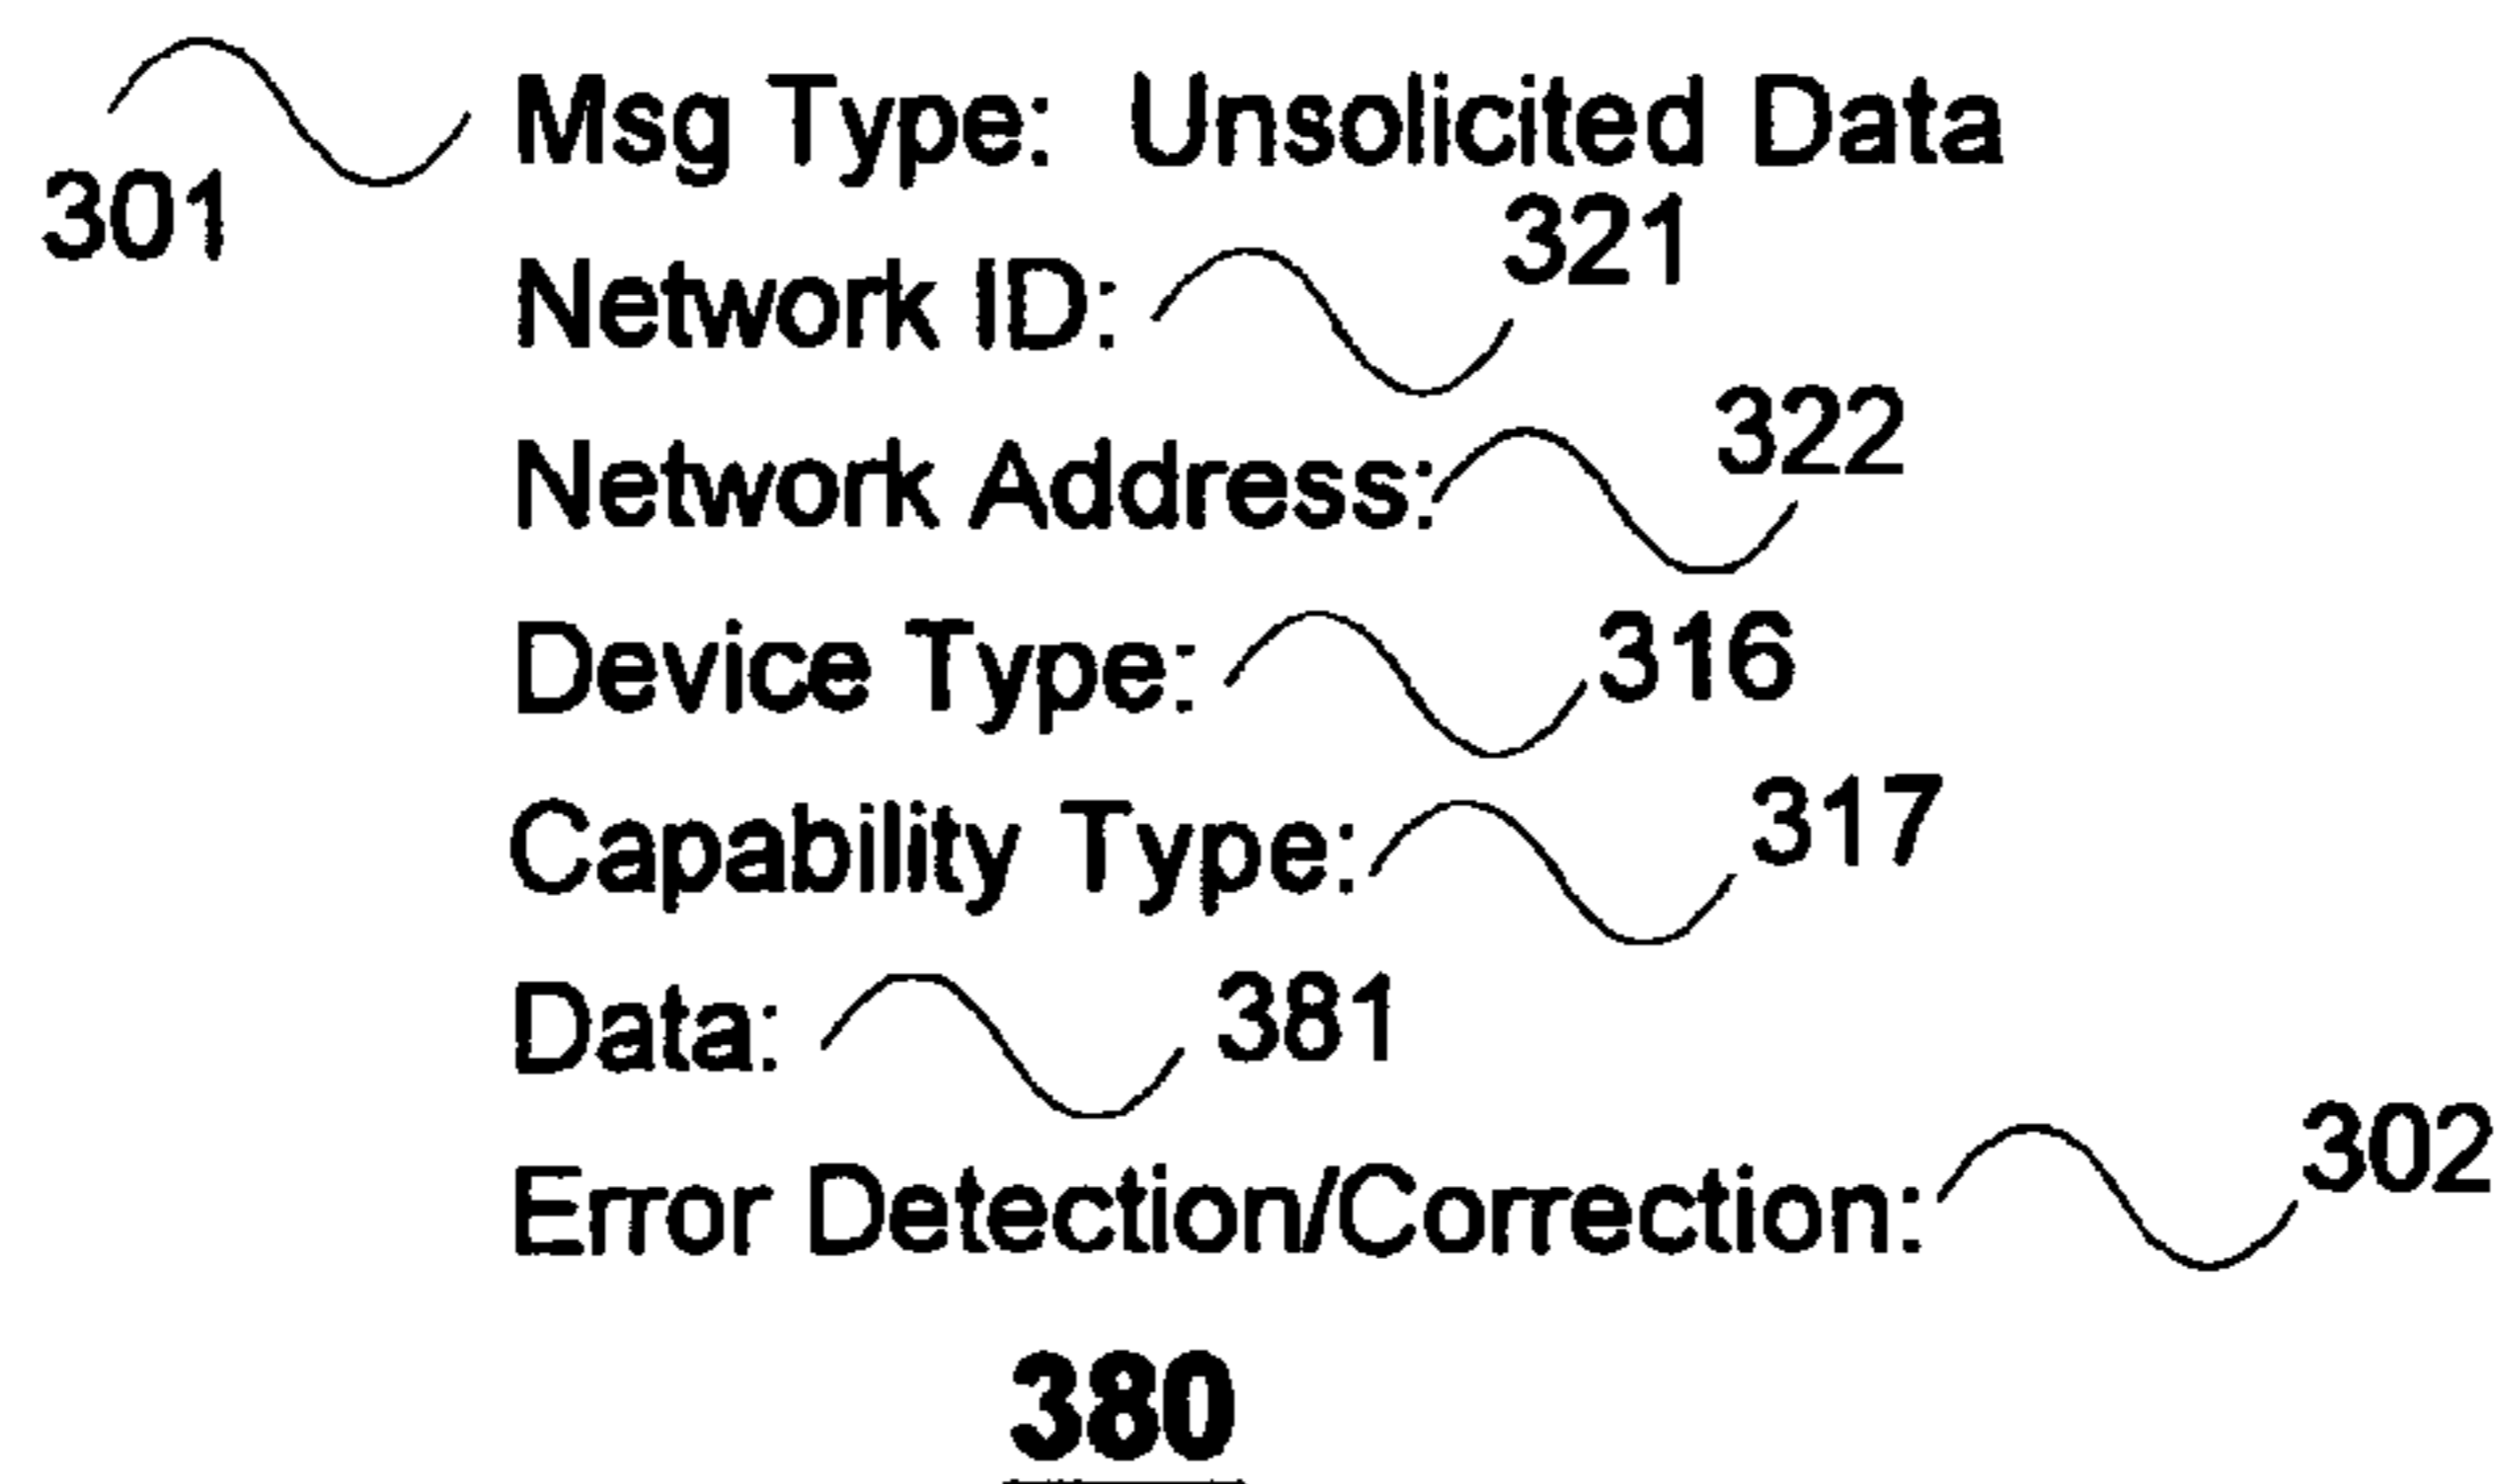 301 Msg Type: Unsolicited Data
Network ID: 321
Network Address: 322
Device Type: 316
Capability Type: 317
Data: 381
Error Detection/Correction: 302
380